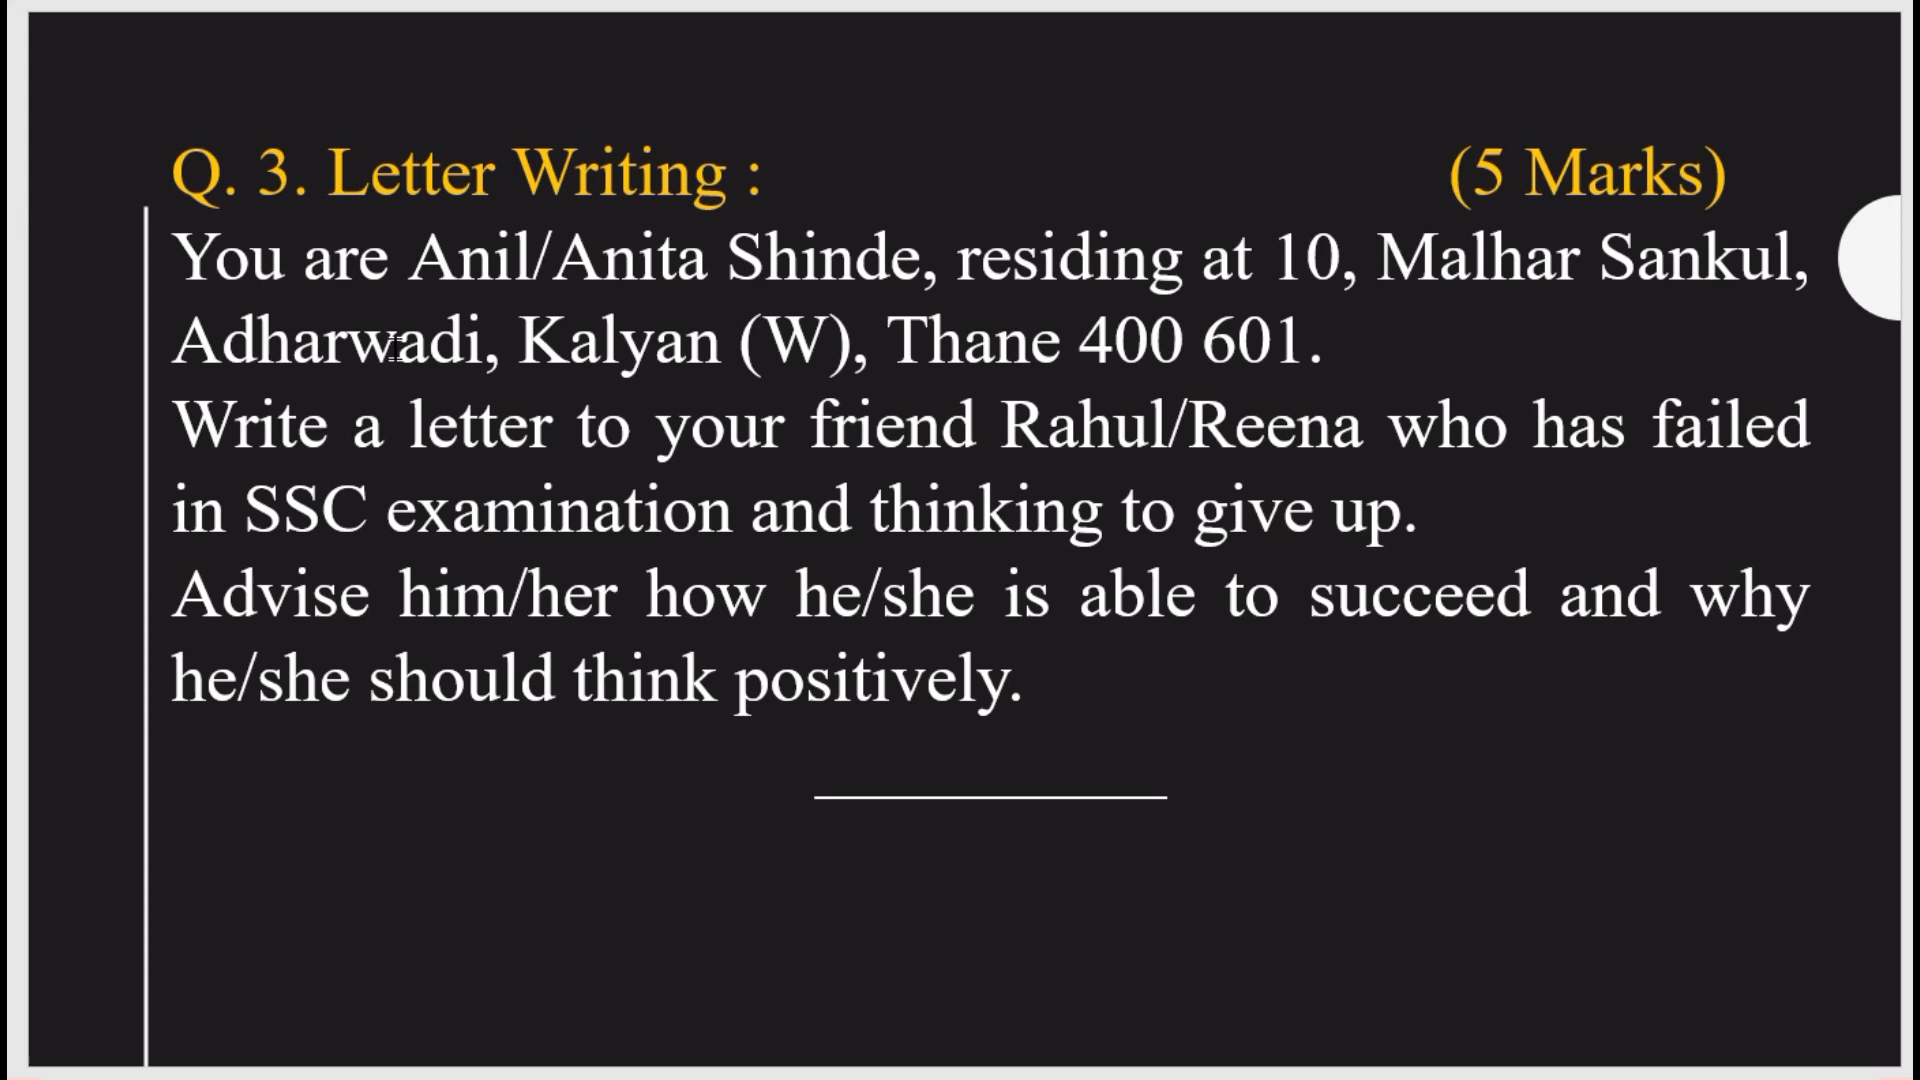 Q. 3. Letter Writing : (5 Marks)
You are Anil/Anita Shinde, residing at 10, Malhar Sankul,
Adharwadi, Kalyan (W), Thane 400 601.
Write a letter to your friend Rahul/Reena who has failed
in SSC examination and thinking to give up.
Advise him/her how he/she is able to succeed and why
he/she should think positively.